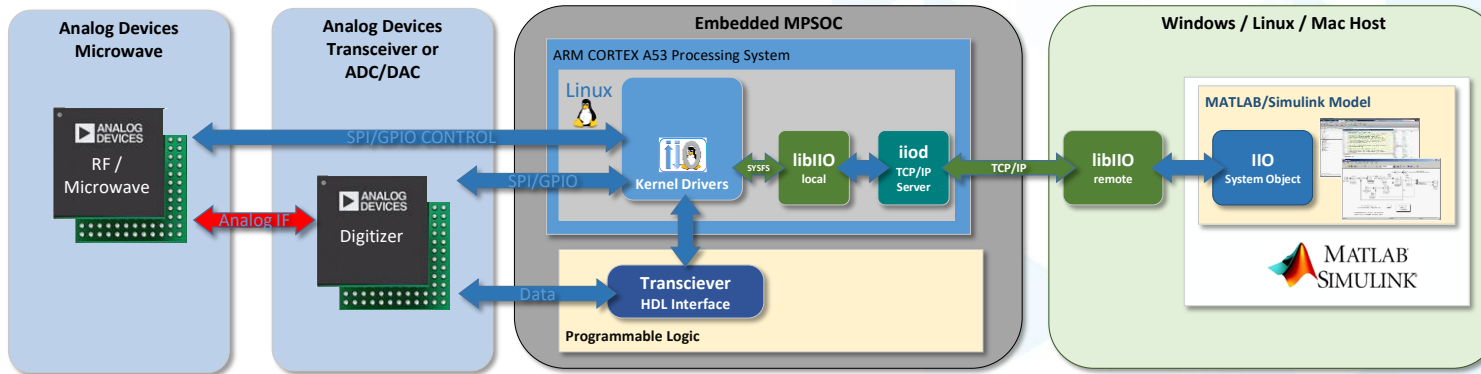 Analog Devices
Microwave
ANALOG
DEVICES
RF /
Microwave
Analog IF
Analog Devices
Transceiver or
ADC/DAC
ANALOG
DEVICES
Digitizer
SPI/GPIO CONTROL
SPI/GPIO
Data
Embedded MPSOC
ARM CORTEX A53 Processing System
Linux
Kernel Drivers
SYSFS
libIIO
local
iiod
TCP/IP
Server
Transciever
HDL Interface
Programmable Logic
TCP/IP
Windows / Linux / Mac Host
libIIO
remote
MATLAB/Simulink Model
IIO
System Object
MATLAB®
SIMULINK®